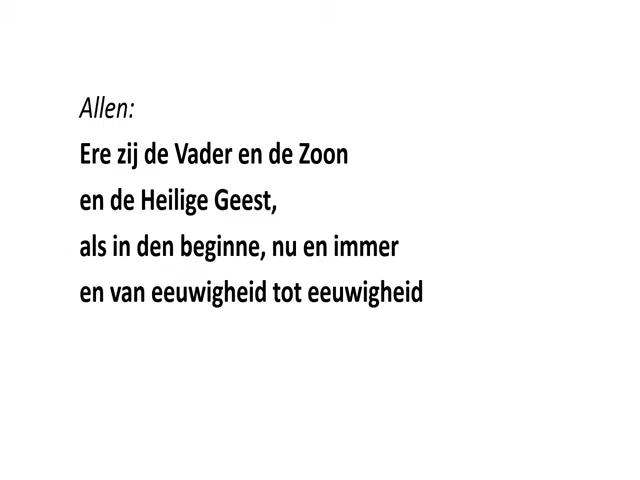 Allen:
Ere zij de Vader en de Zoon
en de Heilige Geest,
als in den beginne, nu en immer
en van eeuwigheid tot eeuwigheid